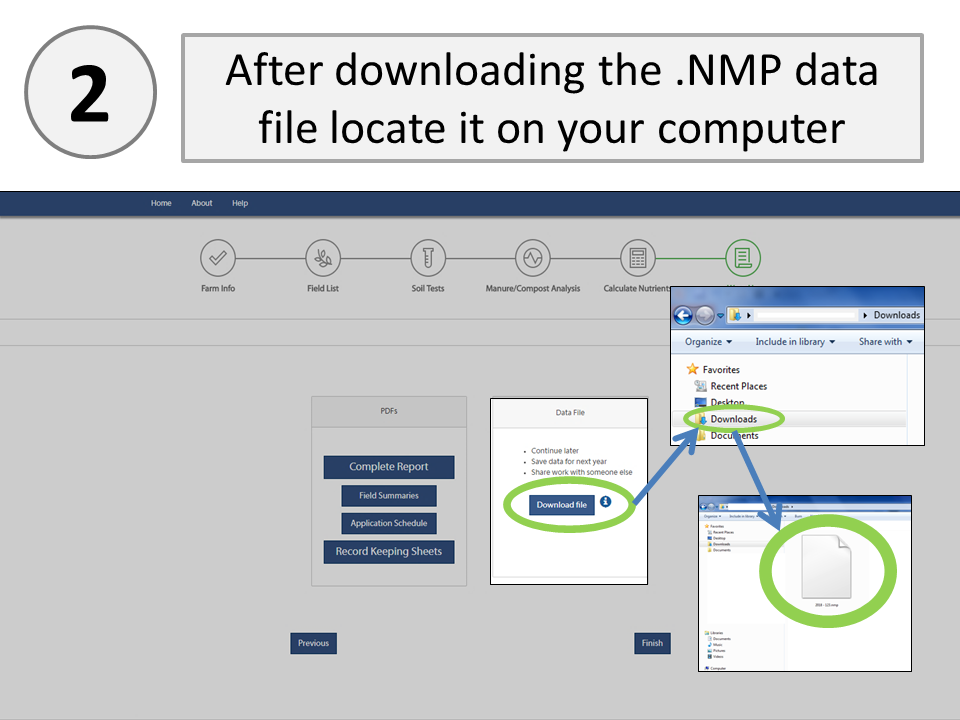 2
After downloading the .NMP data
file locate it on your computer
Home About Help
Farm Info Field List Soil Tests Manure/Compost Analysis Calculate Nutrients
Downloads
Organize Include in library Share with
Favorites
Recent Places
Desktop
Downloads
Documents
PDFs
Complete Report
Field Summaries
Application Schedule
Record Keeping Sheets
Data File
• Continue later
• Save data for next year
• Share work with someone else
Download file
Organize Include in library
Favorites
Recent Places
Desktop
Downloads
Documents
Libraries
Documents
Music
Pictures
Videos
Computer
Previous
Finish